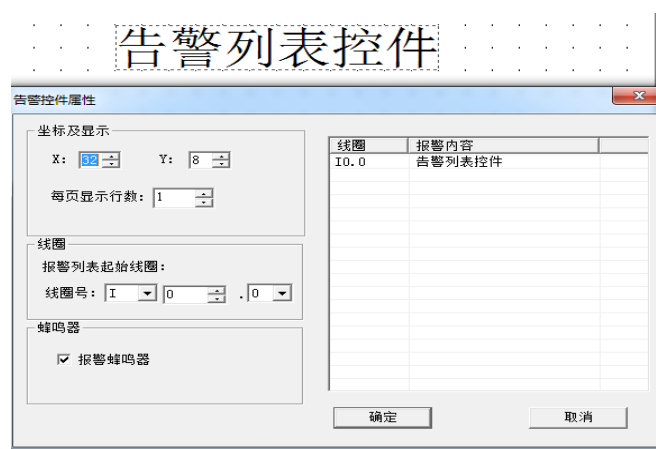 告警列表控件
告警控件属性
坐标及显示
X: 32 Y: 8
每页显示行数: 1
线圈
报警列表起始线圈:
线圈号: I 0 . 0
蜂鸣器
报警蜂鸣器
线圈 报警内容
I0.0 告警列表控件
确定 取消